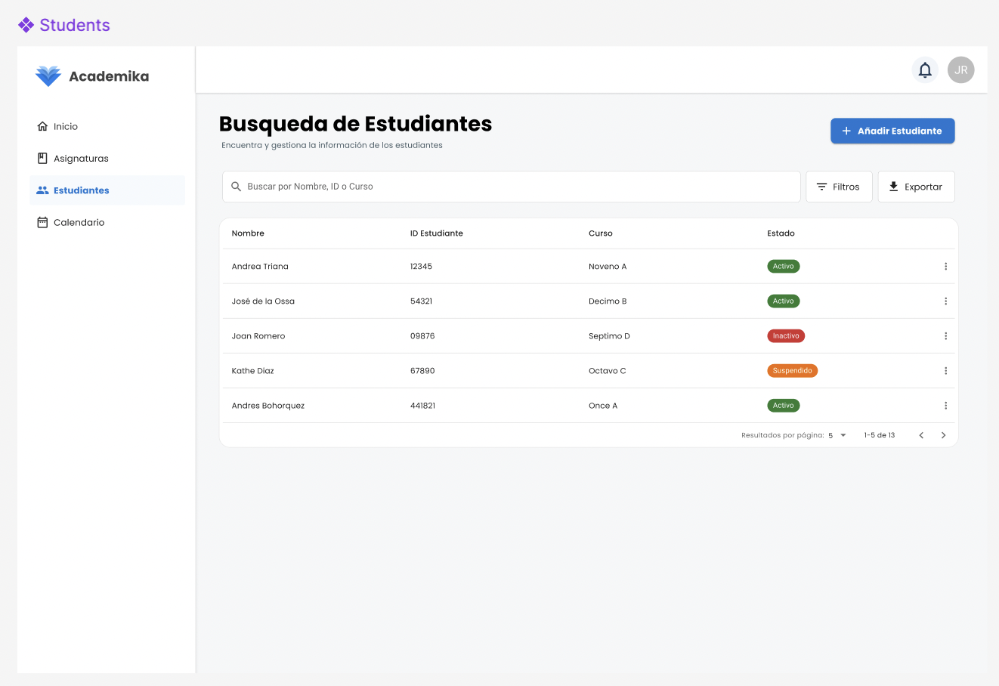 Students
Academika
JR
Inicio
Asignaturas
Estudiantes
Calendario
Busqueda de Estudiantes
Encuentra y gestiona la información de los estudiantes
Añadir Estudiante
Buscar por Nombre, ID o Curso
Filtros
Exportar
Nombre ID Estudiante Curso Estado
Andrea Triana 12345 Noveno A Activo
José de la Ossa 54321 Decimo B Activo
Joan Romero 09876 Septimo D Inactivo
Kathe Diaz 67890 Octavo C Suspendido
Andres Bohorquez 441821 Once A Activo
Resultados por página: 5 1-5 de 13